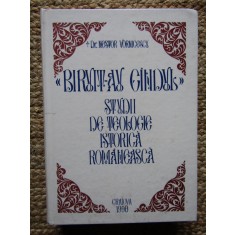 † Dr. NESTOR VORNICESCU
«BIRUIT-AU GÎNDUL»
STUDII
DE TEOLOGIE
ISTORICĂ
ROMÂNEASCĂ
CRAIOVA
1990